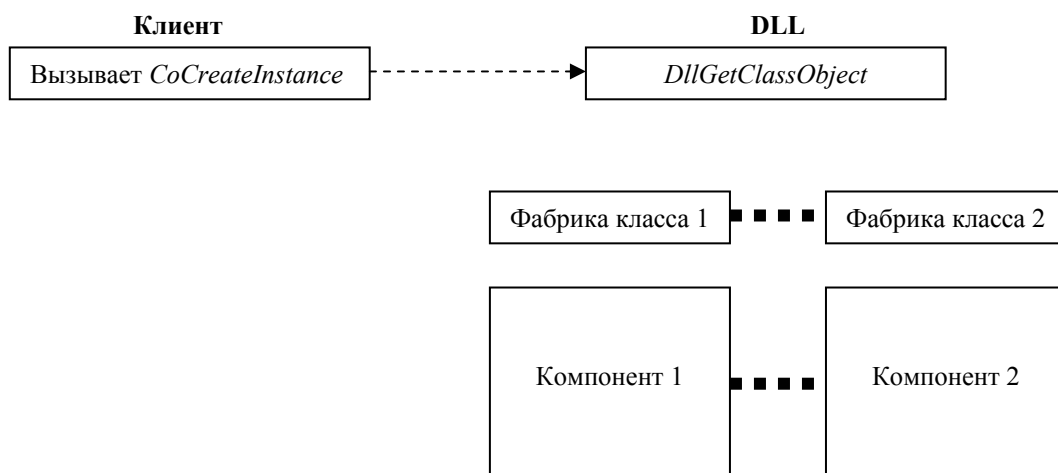 Клиент
DLL
Вызывает CoCreateInstance
DllGetClassObject
Фабрика класса 1
Фабрика класса 2
Компонент 1
Компонент 2